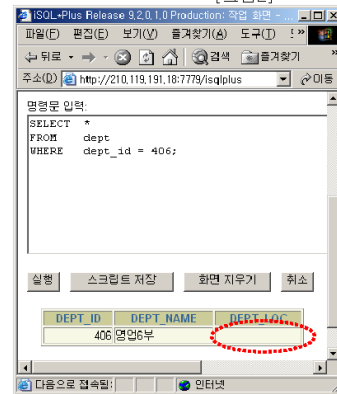 iSQL*Plus Release 9.2.0.1.0 Production: 작업 화면 - ...
파일(F) 편집(E) 보기(V) 즐겨찾기(A) 도구(T) »
뒤로 검색 즐겨찾기 »
주소(D) http://210.119.191.18:7779/isqlplus 이동
명령문 입력:
SELECT *
FROM dept
WHERE dept_id = 406;
실행 스크립트 저장 화면 지우기 취소
DEPT_ID DEPT_NAME DEPT_LOC
406 영업6부
다음으로 접속됨: 인터넷